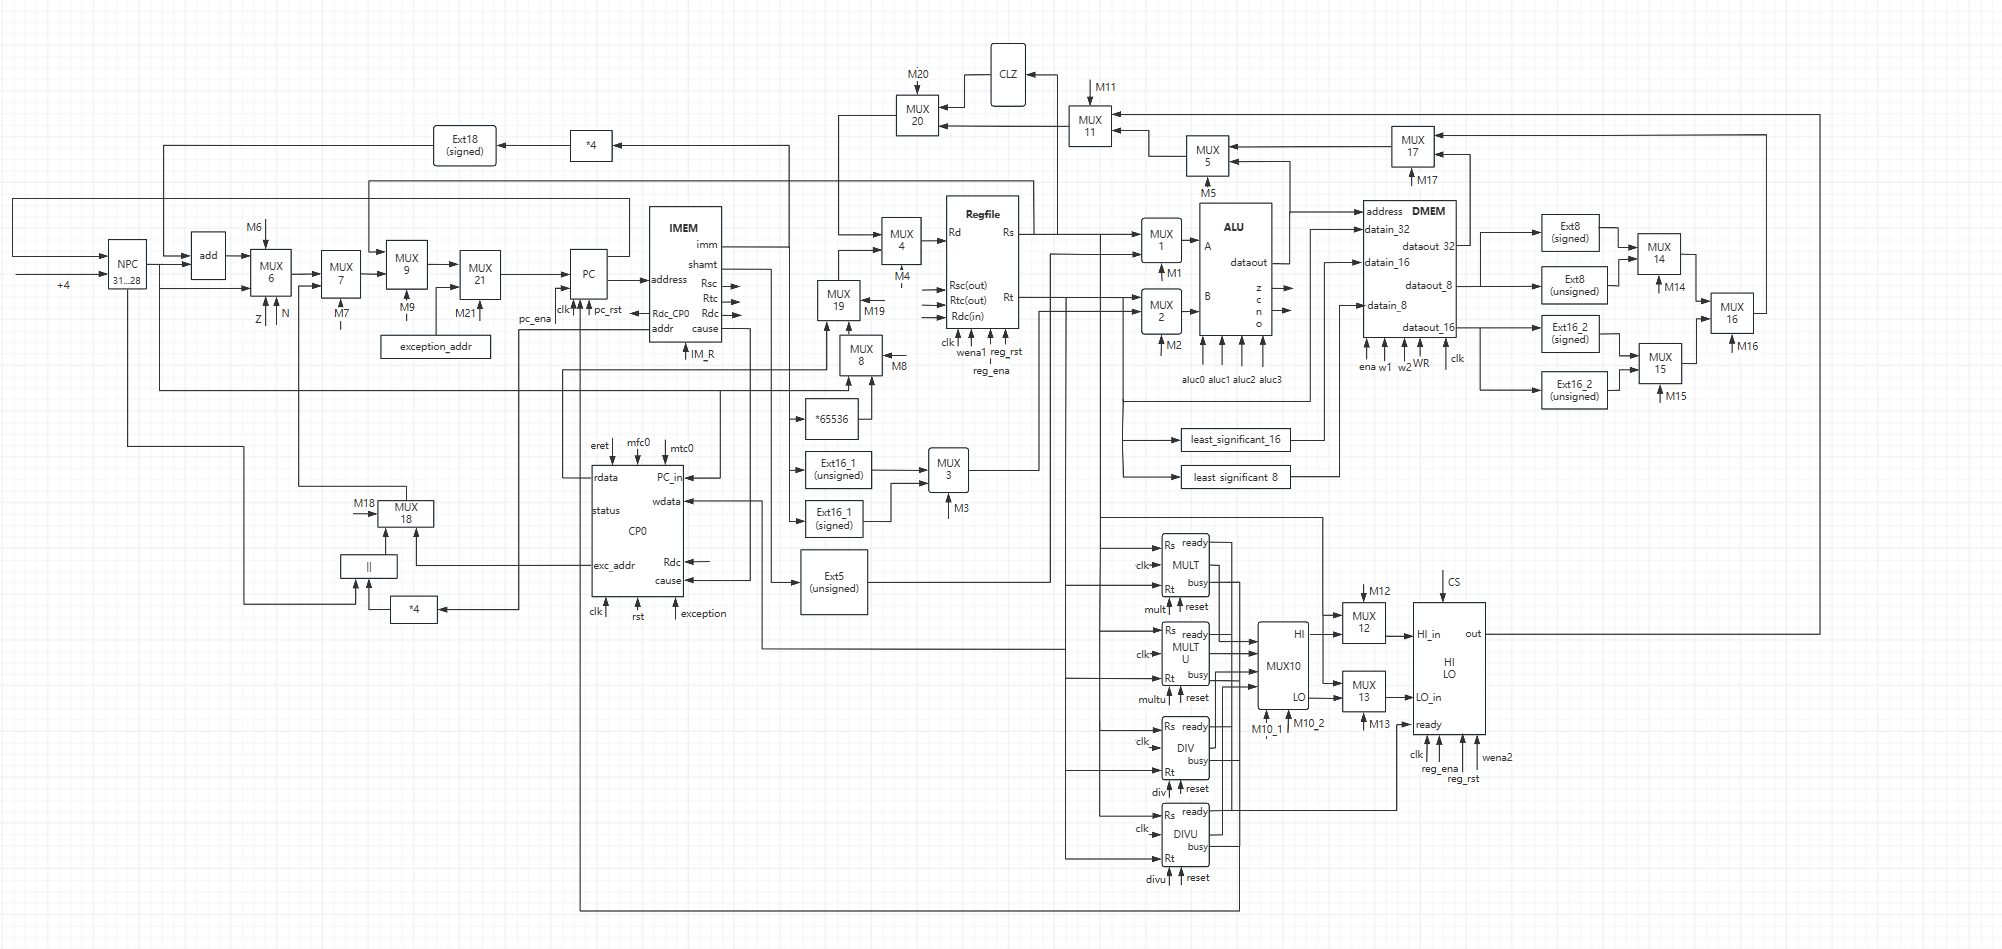 M20
CLZ
M11
MUX
20
MUX
11
Ext18
(signed)
*4
MUX
5
M5
MUX
17
M17
M6
NPC
31...28
+4
add
MUX
6
Z
N
MUX
7
M7
MUX
9
M9
MUX
21
M21
exception_addr
PC
pc_ena
clk
pc_rst
IMEM
imm
shamt
address
Rsc
Rtc
Rdc_CP0
Rdc
addr
cause
IM_R
MUX
4
M4
MUX
19
M19
MUX
8
M8
Regfile
Rd
Rs
Rsc(out)
Rt
Rtc(out)
Rdc(in)
clk
wena1
reg_rst
reg_ena
MUX
1
M1
MUX
2
M2
ALU
A
dataout
B
z
c
n
o
aluc0
aluc1
aluc2
aluc3
address
DMEM
datain_32
dataout_32
datain_16
dataout_8
datain_8
dataout_16
ena
w1
w2
WR
clk
Ext8
(signed)
Ext8
(unsigned)
Ext16_2
(signed)
Ext16_2
(unsigned)
MUX
14
M14
MUX
15
M15
MUX
16
M16
*65536
Ext16_1
(unsigned)
Ext16_1
(signed)
MUX
3
M3
Ext5
(unsigned)
least_significant_16
least significant 8
eret
mfc0
mtc0
rdata
PC_in
wdata
status
CP0
exc_addr
Rdc
cause
clk
rst
exception
M18
MUX
18
||
*4
Rs
ready
clk
MULT
busy
Rt
mult
reset
Rs
ready
clk
MULT
U
busy
Rt
multu
reset
Rs
ready
clk
DIV
busy
Rt
div
reset
Rs
ready
clk
DIVU
busy
Rt
divu
reset
HI
MUX10
LO
M10_1
M10_2
M12
MUX
12
MUX
13
M13
CS
HI_in
out
HI
LO
LO_in
ready
clk
reg_ena
reg_rst
wena2